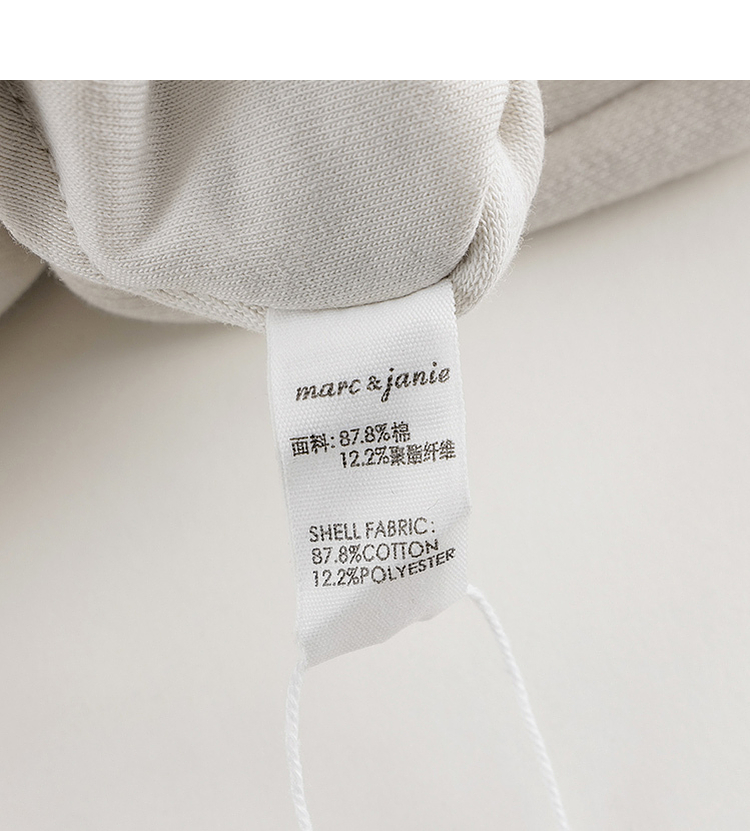 marc & janie
面料: 87.8%棉
12.2%聚酯纤维
SHELL FABRIC:
87.8%COTTON
12.2%POLYESTER